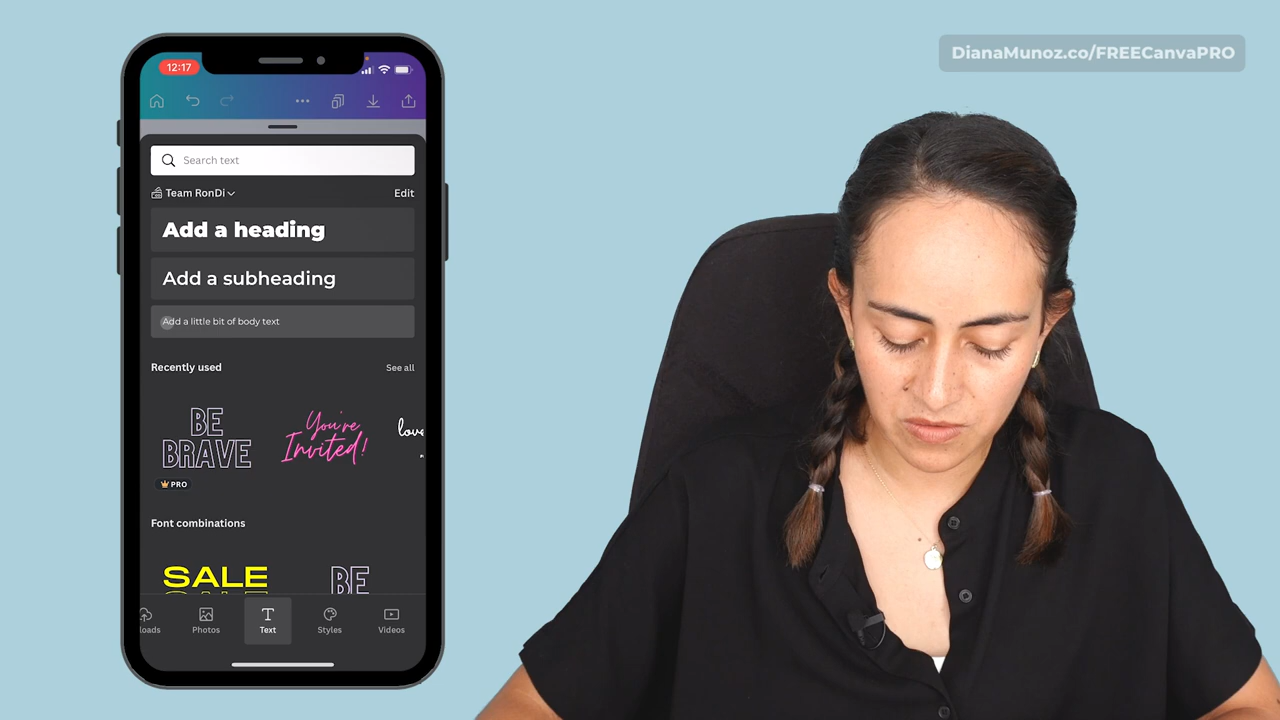 DianaMunoz.co/FREECanvaPRO
12:17
Search text
Team RonDi
Edit
Add a heading
Add a subheading
Add a little bit of body text
Recently used
See all
BE
BRAVE
PRO
You're
Invited!
love
Font combinations
SALE
BE
loads
Photos
Text
Styles
Videos